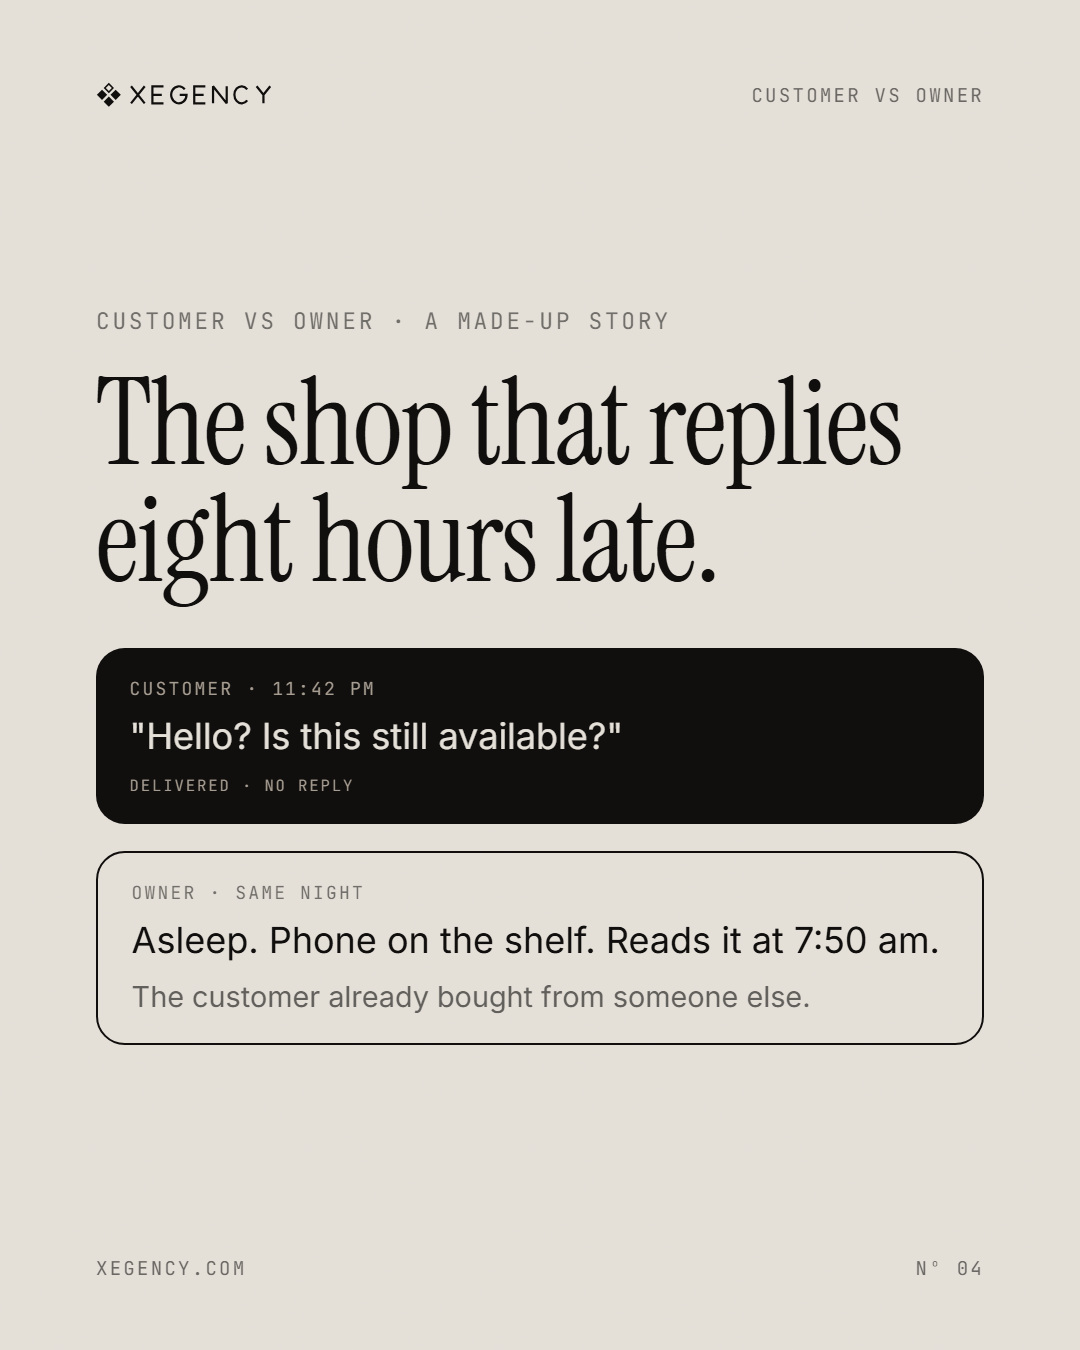 XEGENCY
CUSTOMER VS OWNER
CUSTOMER VS OWNER · A MADE-UP STORY
The shop that replies
eight hours late.
CUSTOMER · 11:42 PM
"Hello? Is this still available?"
DELIVERED · NO REPLY
OWNER · SAME NIGHT
Asleep. Phone on the shelf. Reads it at 7:50 am.
The customer already bought from someone else.
XEGENCY.COM
N° 04